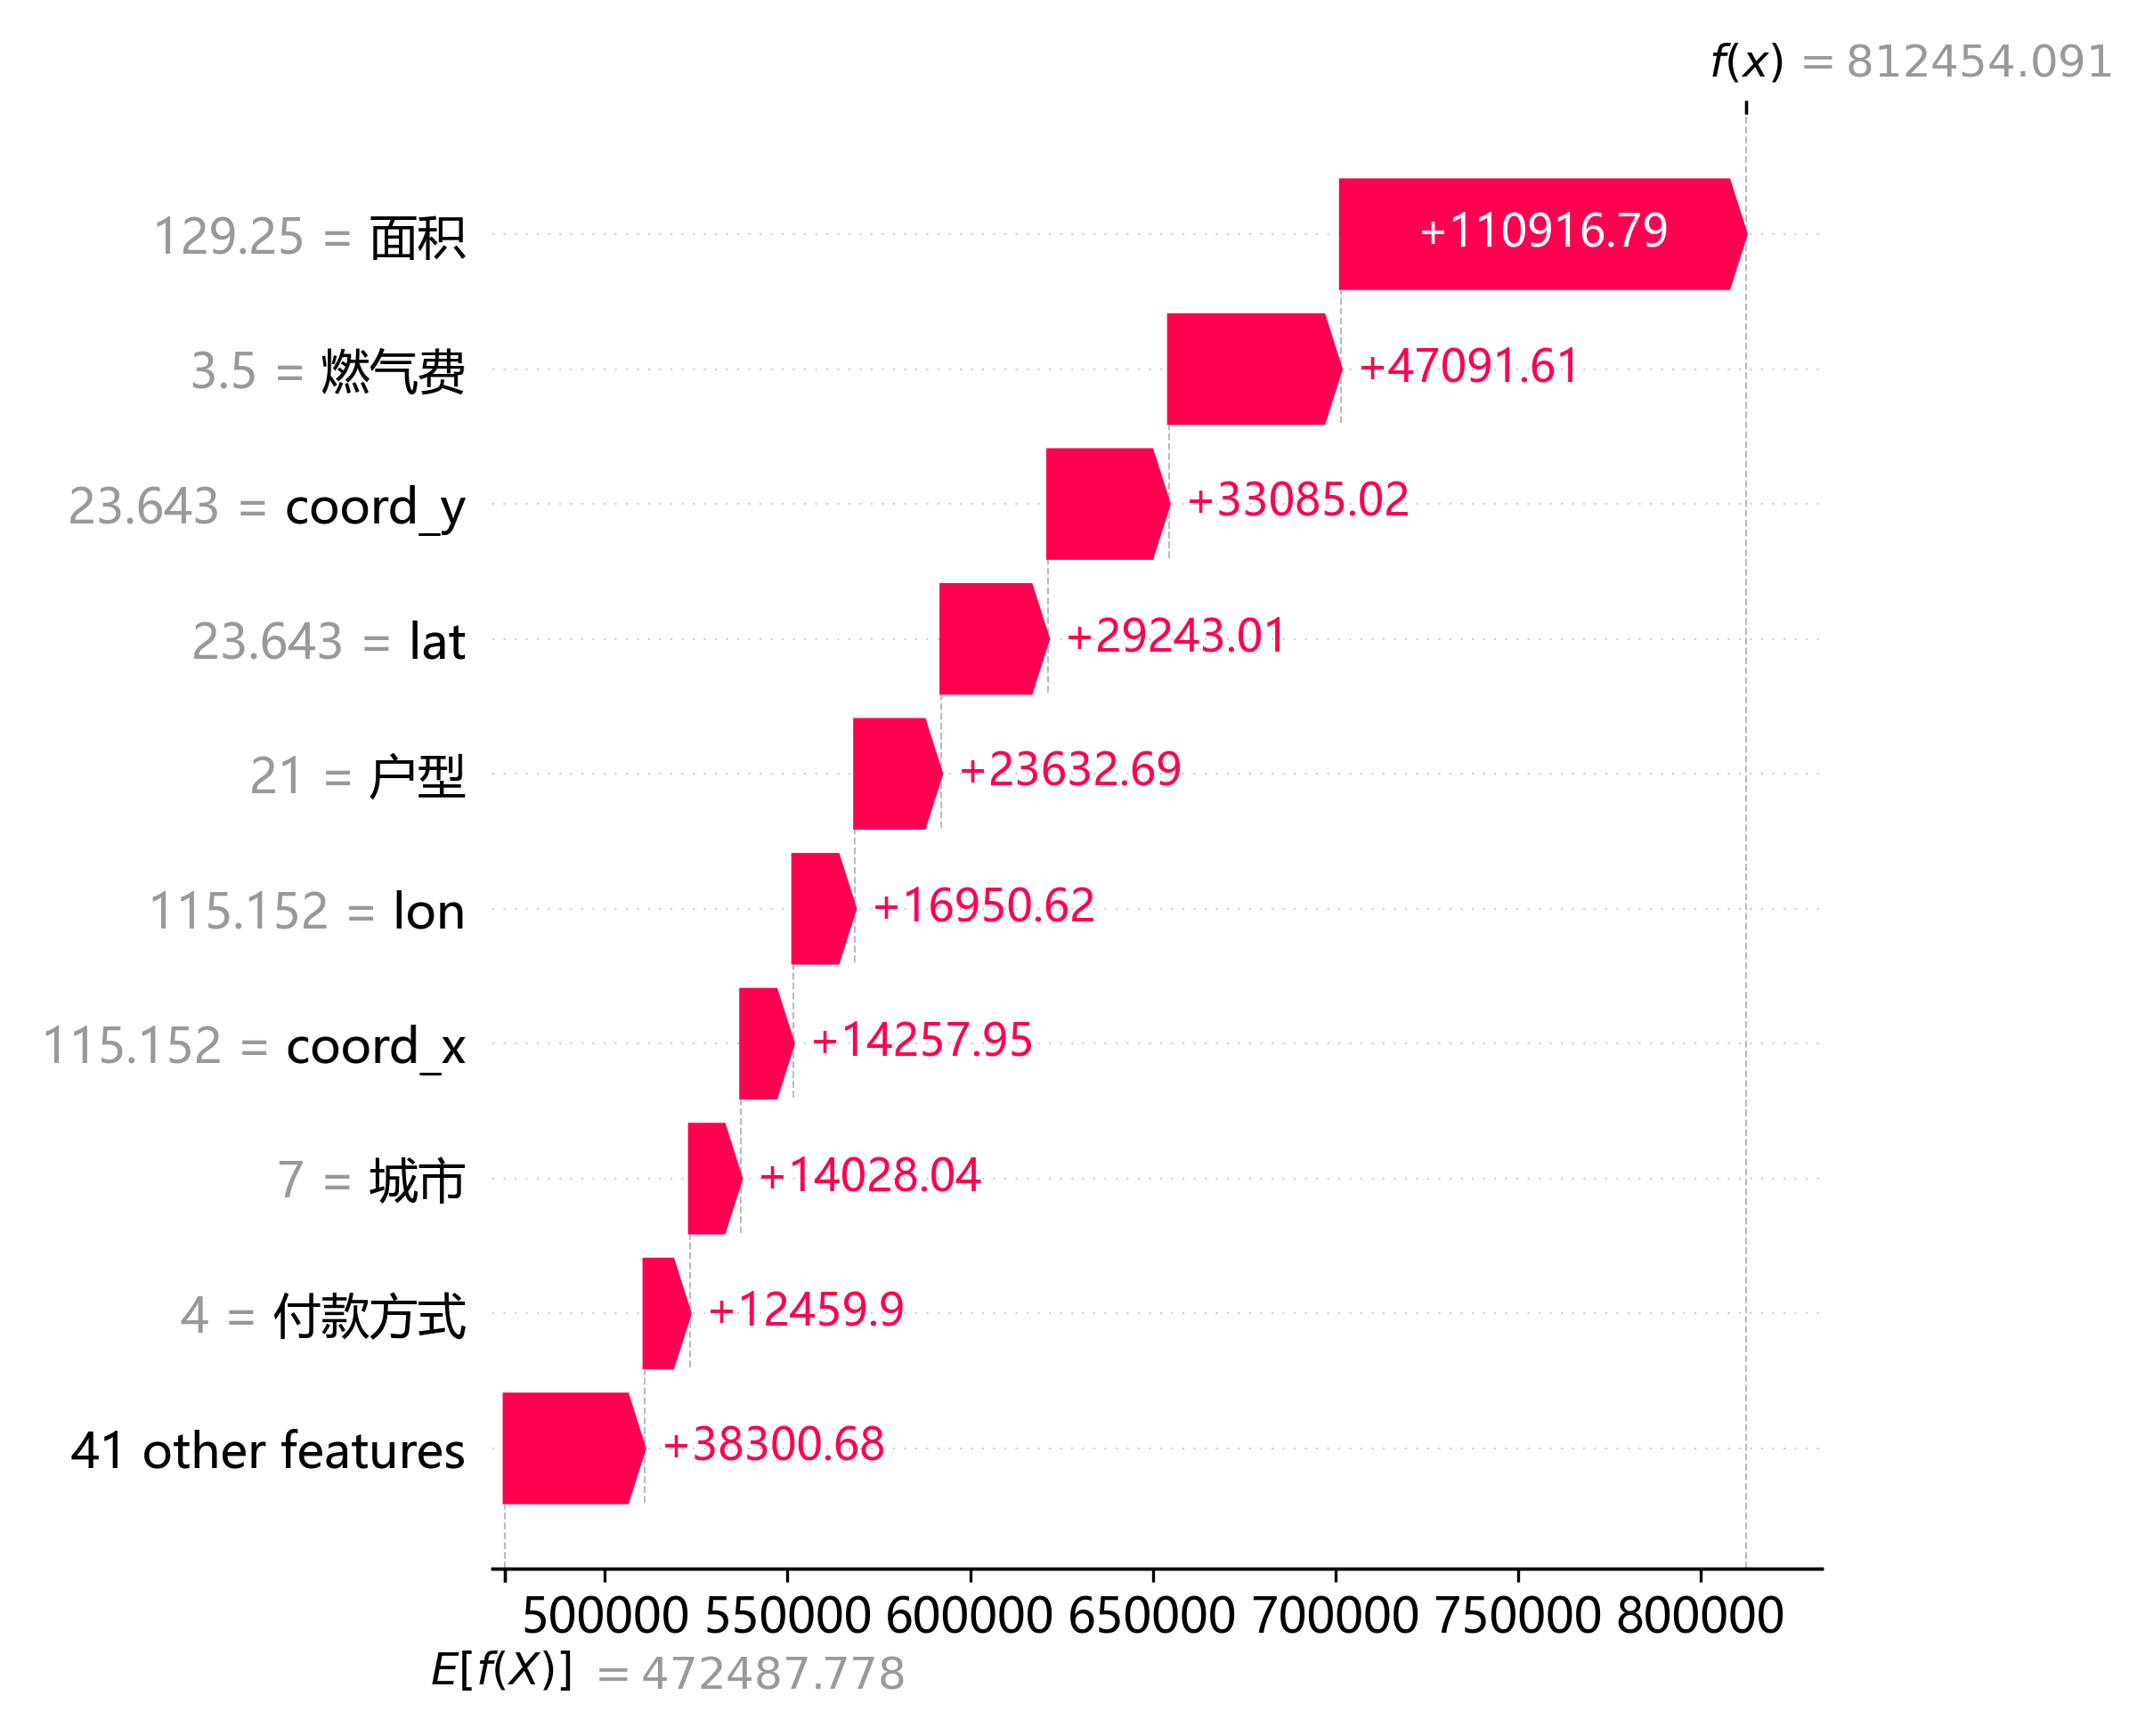 f(x) = 812454.091
129.25 = 面积 +110916.79
3.5 = 燃气费 +47091.61
23.643 = coord_y +33085.02
23.643 = lat +29243.01
21 = 户型 +23632.69
115.152 = lon +16950.62
115.152 = coord_x +14257.95
7 = 城市 +14028.04
4 = 付款方式 +12459.9
41 other features +38300.68
500000 550000 600000 650000 700000 750000 800000
E[f(X)] = 472487.778